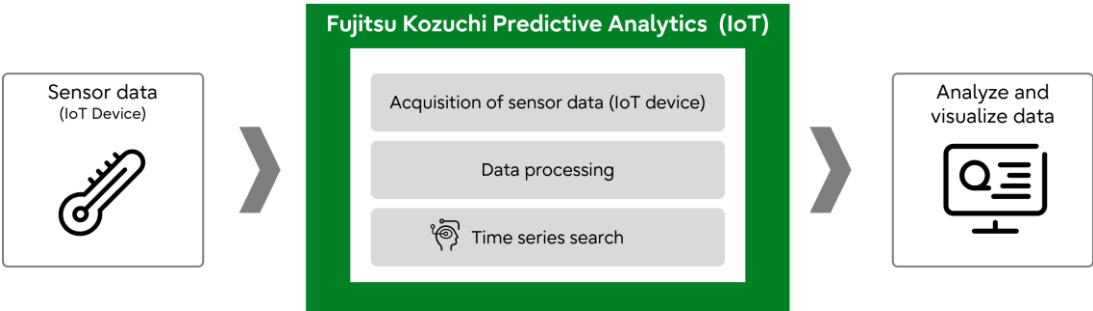 Fujitsu Kozuchi Predictive Analytics (IoT)
Sensor data
(IoT Device)
Acquisition of sensor data (IoT device)
Data processing
Time series search
Analyze and
visualize data